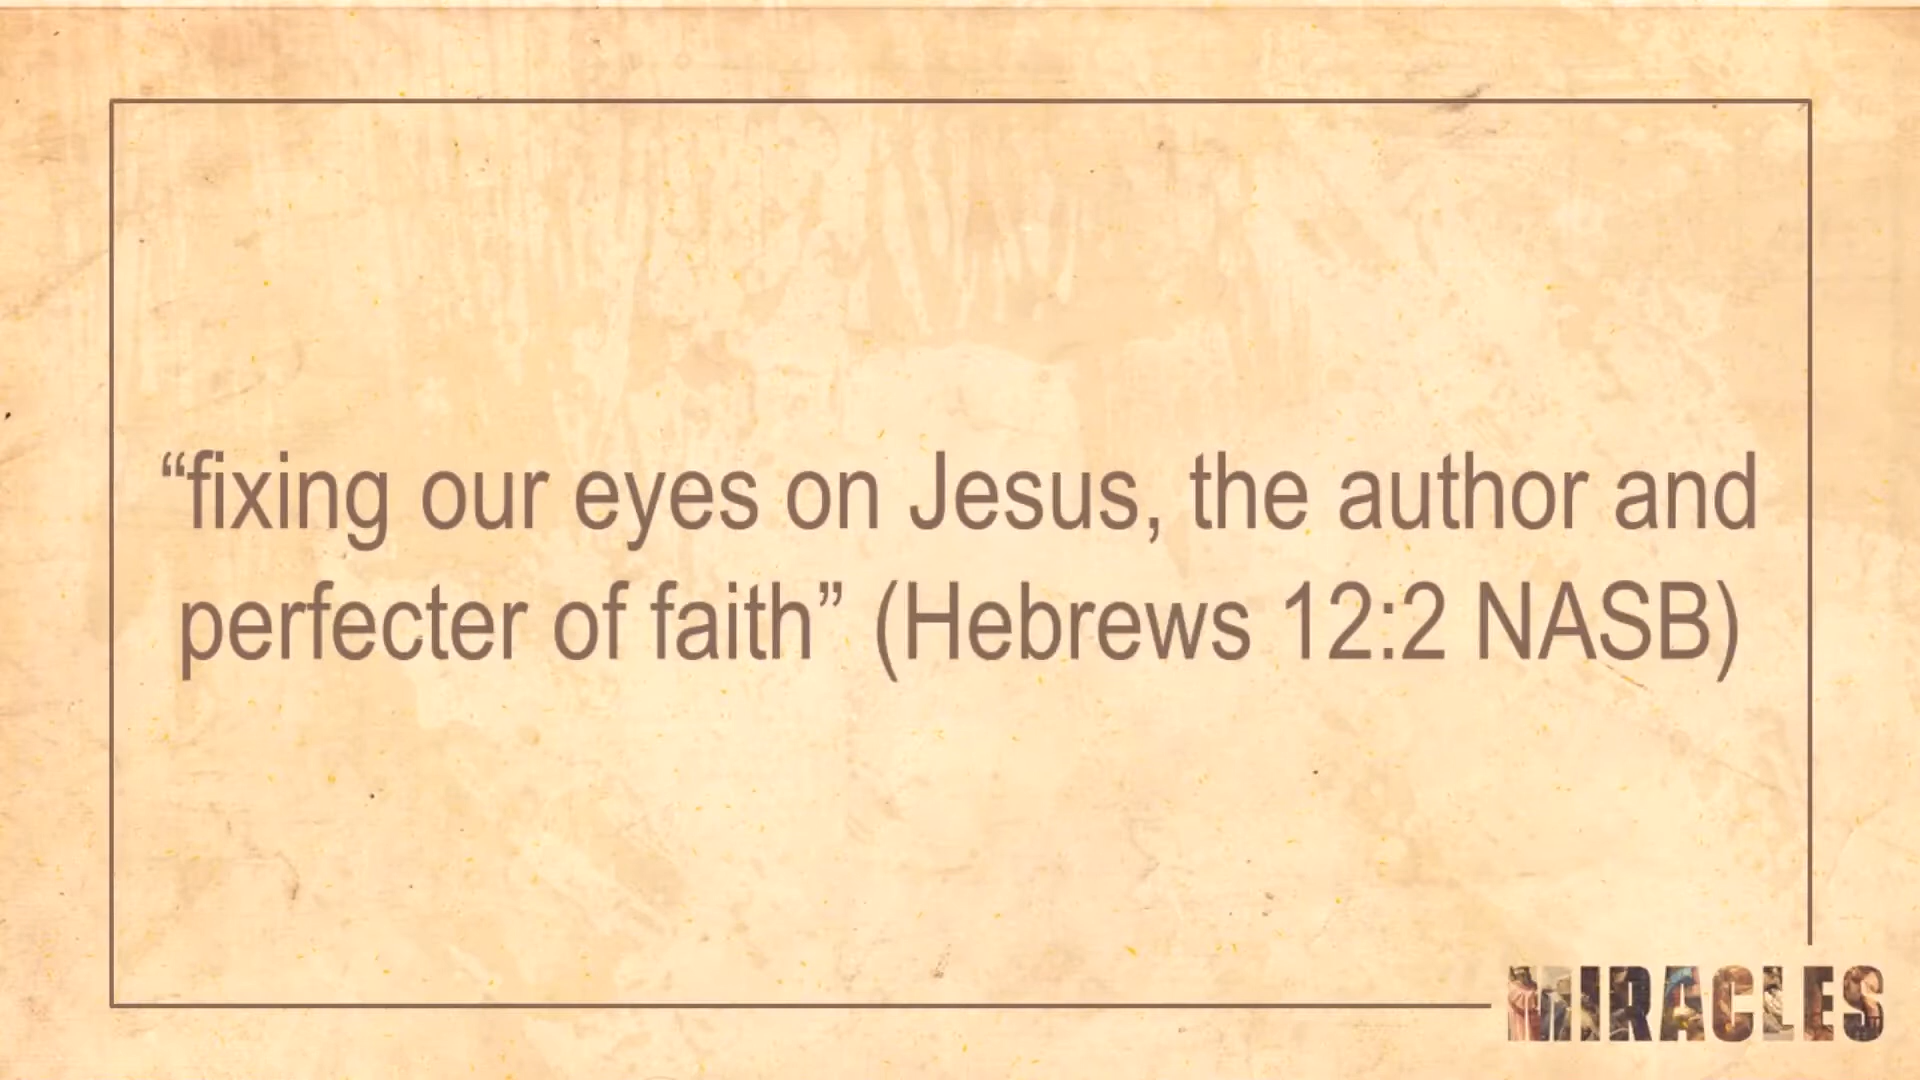 “fixing our eyes on Jesus, the author and
perfecter of faith” (Hebrews 12:2 NASB)
MIRACLES